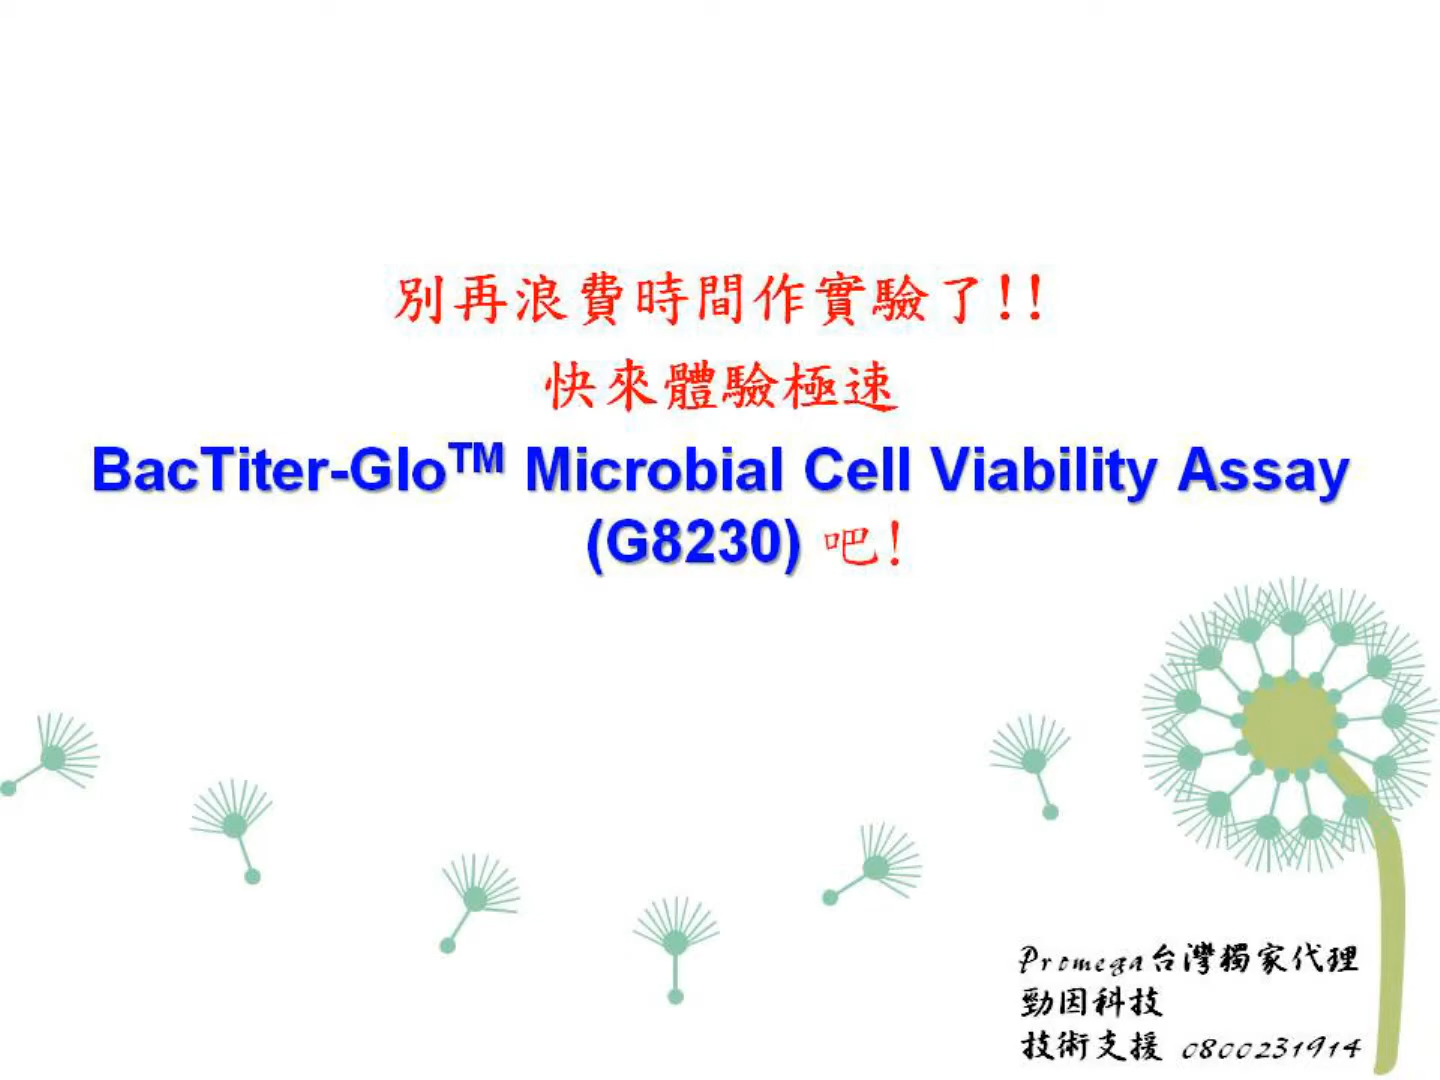 別再浪費時間作實驗了!!
快來體驗極速
BacTiter-Glo™ Microbial Cell Viability Assay
(G8230) 吧!
Promega台灣獨家代理
勁因科技
技術支援 0800231914